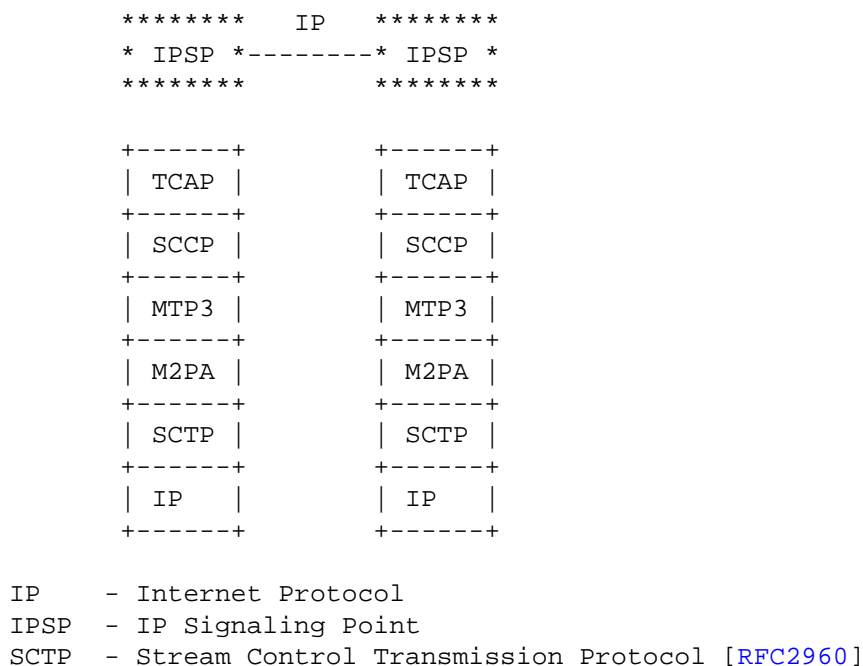 ********   IP   ********
* IPSP *--------* IPSP *
********        ********
+------+        +------+
| TCAP |        | TCAP |
+------+        +------+
| SCCP |        | SCCP |
+------+        +------+
| MTP3 |        | MTP3 |
+------+        +------+
| M2PA |        | M2PA |
+------+        +------+
| SCTP |        | SCTP |
+------+        +------+
| IP   |        | IP   |
+------+        +------+
IP    - Internet Protocol
IPSP  - IP Signaling Point
SCTP  - Stream Control Transmission Protocol [RFC2960]